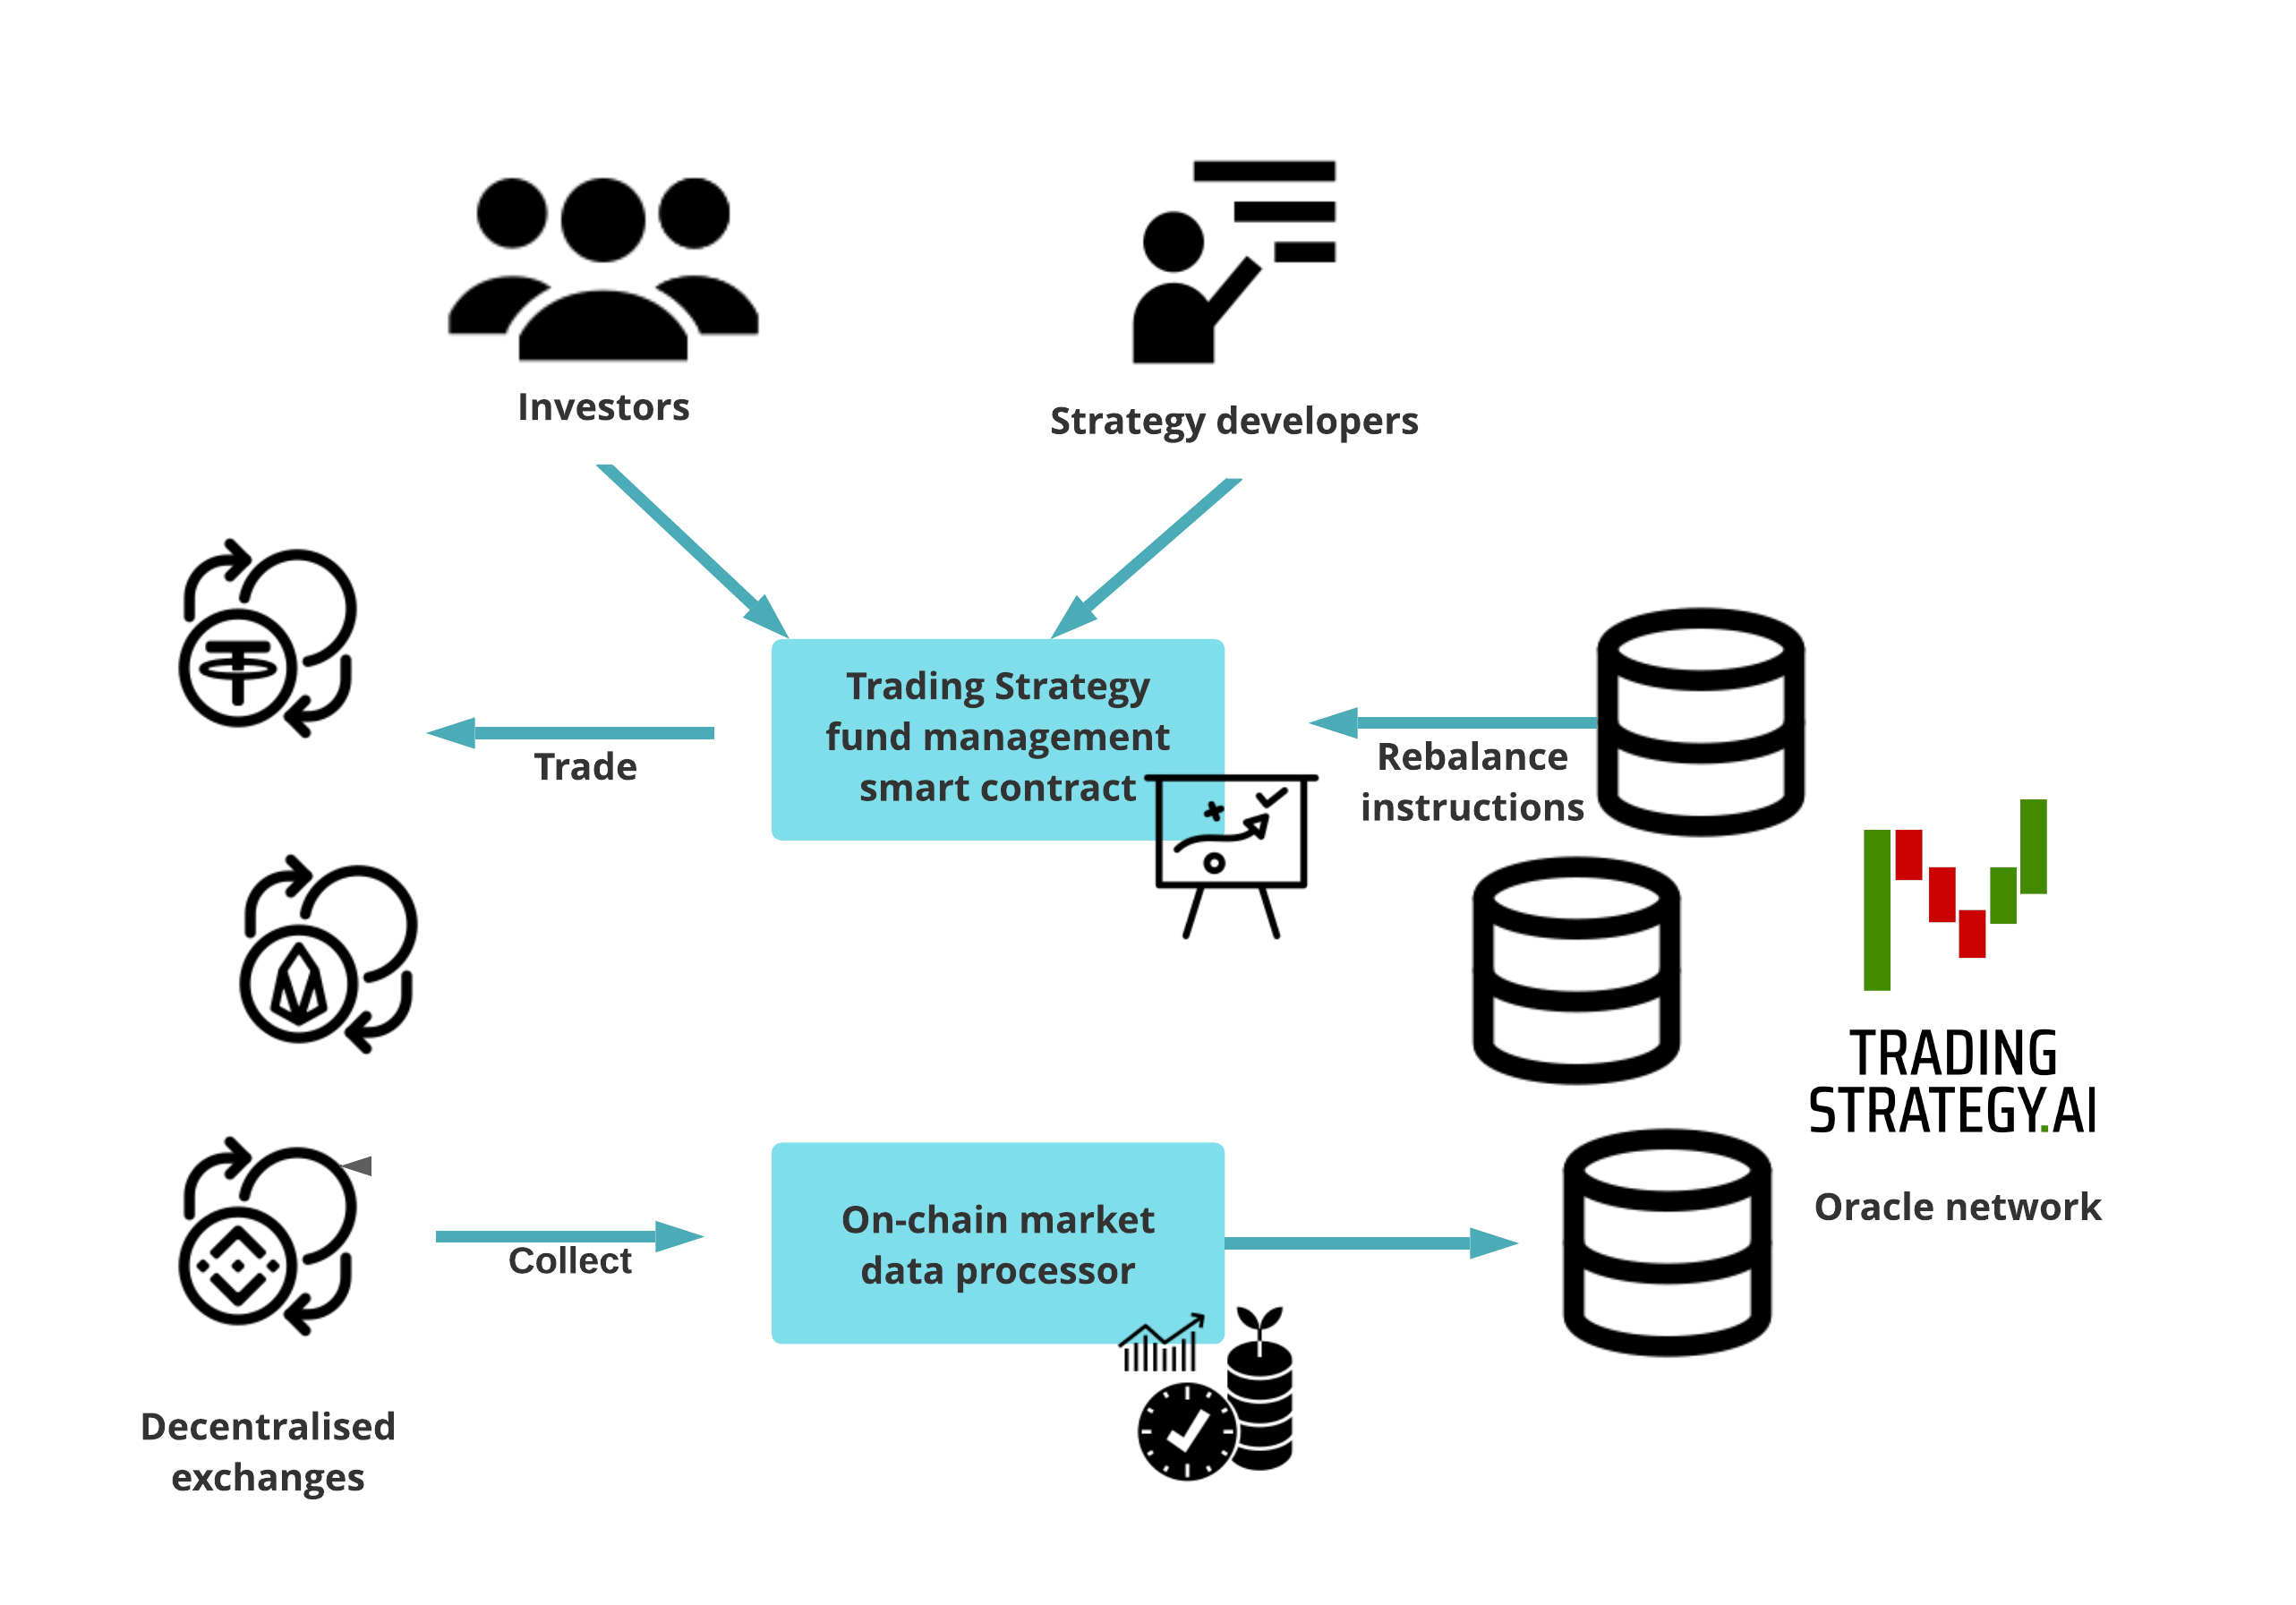 Investors
Strategy developers
Trading Strategy
fund management
smart contract
Trade
Rebalance
instructions
TRADING
STRATEGY.AI
Oracle network
On-chain market
data processor
Collect
Decentralised
exchanges